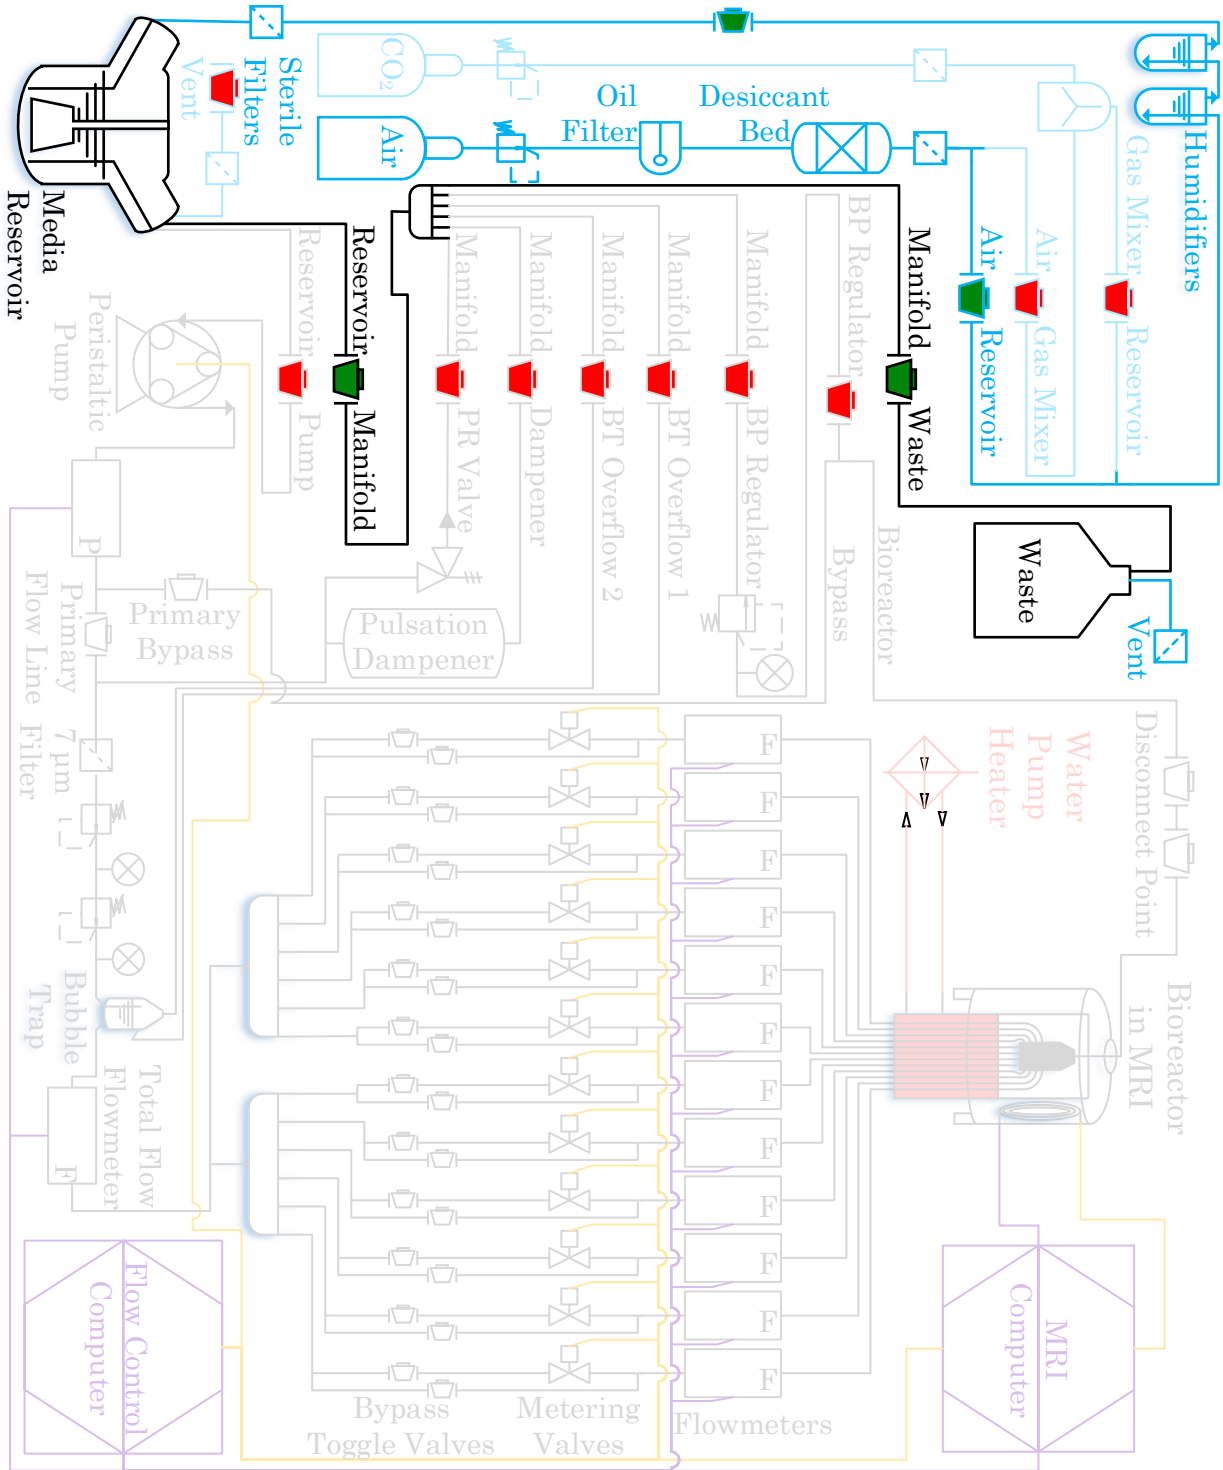 Sterile
Filters
Vent
CO₂
Air
Oil
Filter
Desiccant
Bed
Humidifiers
Gas Mixer
Reservoir
Air
Gas Mixer
Air
Reservoir
Media
Reservoir
Reservoir
Pump
Reservoir
Manifold
Manifold
PR Valve
Manifold
Dampener
Manifold
BT Overflow 2
Manifold
BT Overflow 1
Manifold
BP Regulator
BP Regulator
Bypass
Bioreactor
Manifold
Waste
Waste
Vent
Peristaltic
Pump
P
Primary
Flow Line
Primary
Bypass
Pulsation
Dampener
7 µm
Filter
Bubble
Trap
Total Flow
Flowmeter
F
Water
Pump
Heater
Disconnect Point
Bioreactor
in MRI
F
F
F
F
F
F
F
F
F
F
F
F
Flow Control
Computer
MRI
Computer
Bypass
Toggle Valves
Metering
Valves
Flowmeters